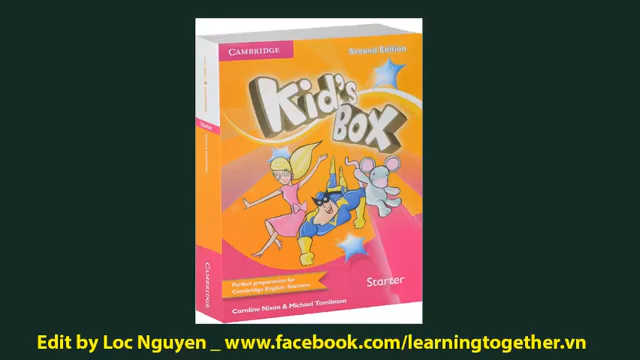 CAMBRIDGE
Second Edition
Kid's
BOX
Perfect preparation for
Cambridge English: Starters
Starter
Caroline Nixon & Michael Tomlinson
CAMBRIDGE
Edit by Loc Nguyen _ www.facebook.com/learningtogether.vn